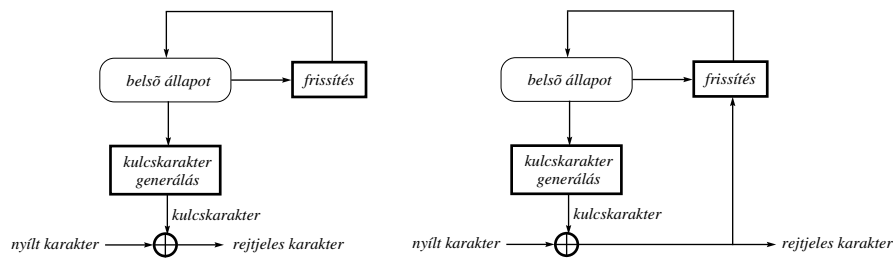 belsõ állapot
frissítés
kulcskarakter
generálás
kulcskarakter
nyílt karakter
rejtjeles karakter
belsõ állapot
frissítés
kulcskarakter
generálás
kulcskarakter
nyílt karakter
rejtjeles karakter